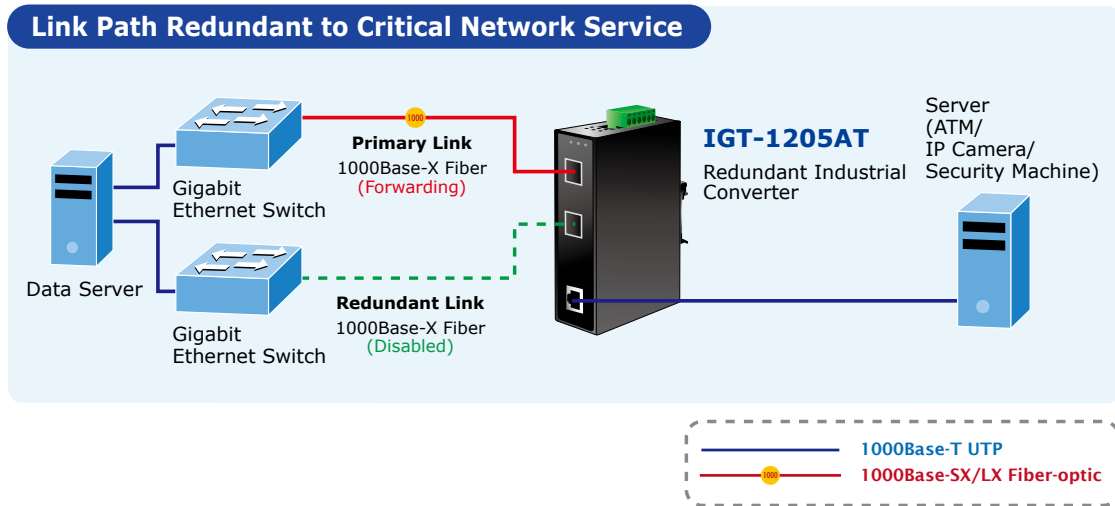 Link Path Redundant to Critical Network Service
1000
Primary Link
1000Base-X Fiber
(Forwarding)
Gigabit
Ethernet Switch
Data Server
Redundant Link
1000Base-X Fiber
(Disabled)
Gigabit
Ethernet Switch
IGT-1205AT
Redundant Industrial
Converter
Server
(ATM/
IP Camera/
Security Machine)
1000Base-T UTP
1000
1000Base-SX/LX Fiber-optic